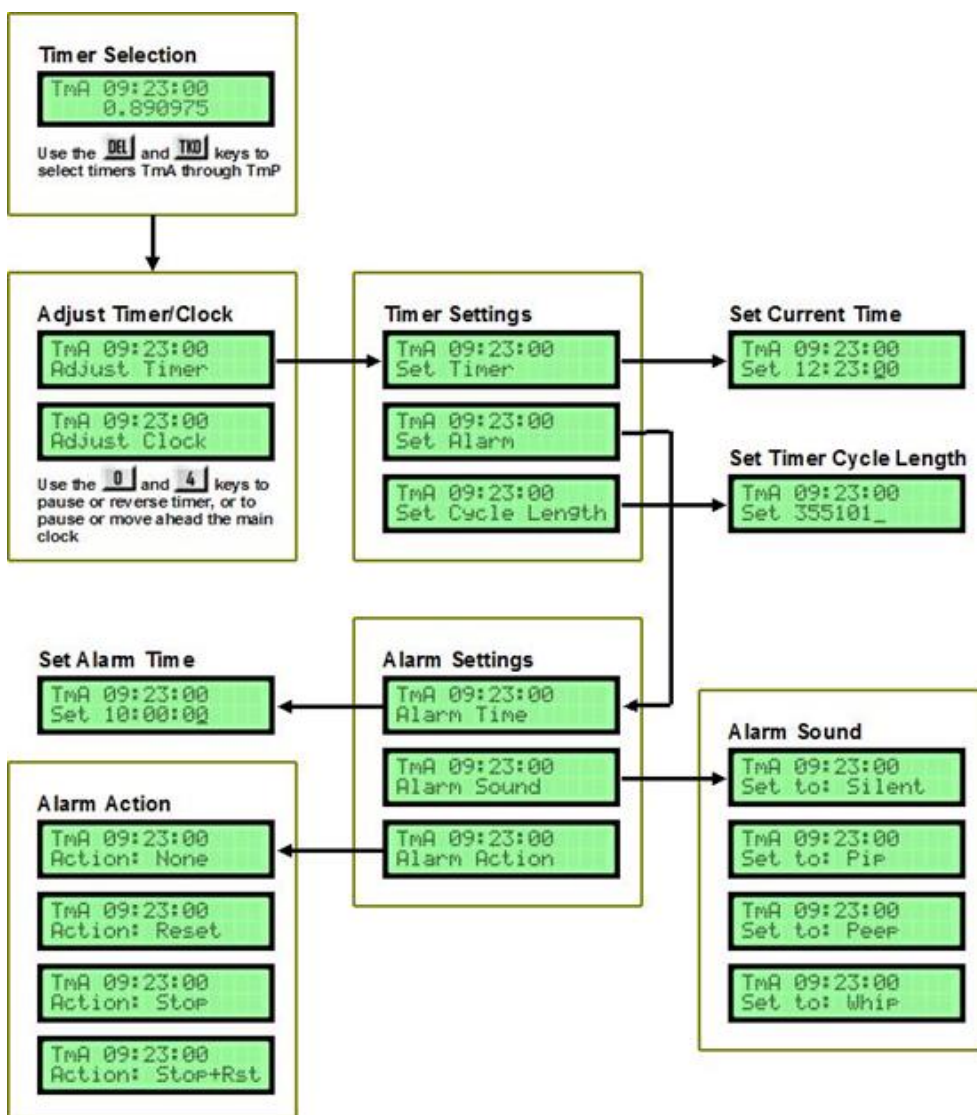 Timer Selection
TmA 09:23:00
0.890975
Use the DEL and TKO keys to
select timers TmA through TmP
Adjust Timer/Clock
TmA 09:23:00
Adjust Timer
TmA 09:23:00
Adjust Clock
Use the 0 and 4 keys to
pause or reverse timer, or to
pause or move ahead the main
clock
Timer Settings
TmA 09:23:00
Set Timer
TmA 09:23:00
Set Alarm
TmA 09:23:00
Set Cycle Length
Set Current Time
TmA 09:23:00
Set 12:23:00
Set Timer Cycle Length
TmA 09:23:00
Set 355101_
Set Alarm Time
TmA 09:23:00
Set 10:00:00
Alarm Settings
TmA 09:23:00
Alarm Time
TmA 09:23:00
Alarm Sound
TmA 09:23:00
Alarm Action
Alarm Action
TmA 09:23:00
Action: None
TmA 09:23:00
Action: Reset
TmA 09:23:00
Action: Stop
TmA 09:23:00
Action: Stop+Rst
Alarm Sound
TmA 09:23:00
Set to: Silent
TmA 09:23:00
Set to: Pip
TmA 09:23:00
Set to: Peep
TmA 09:23:00
Set to: Whip